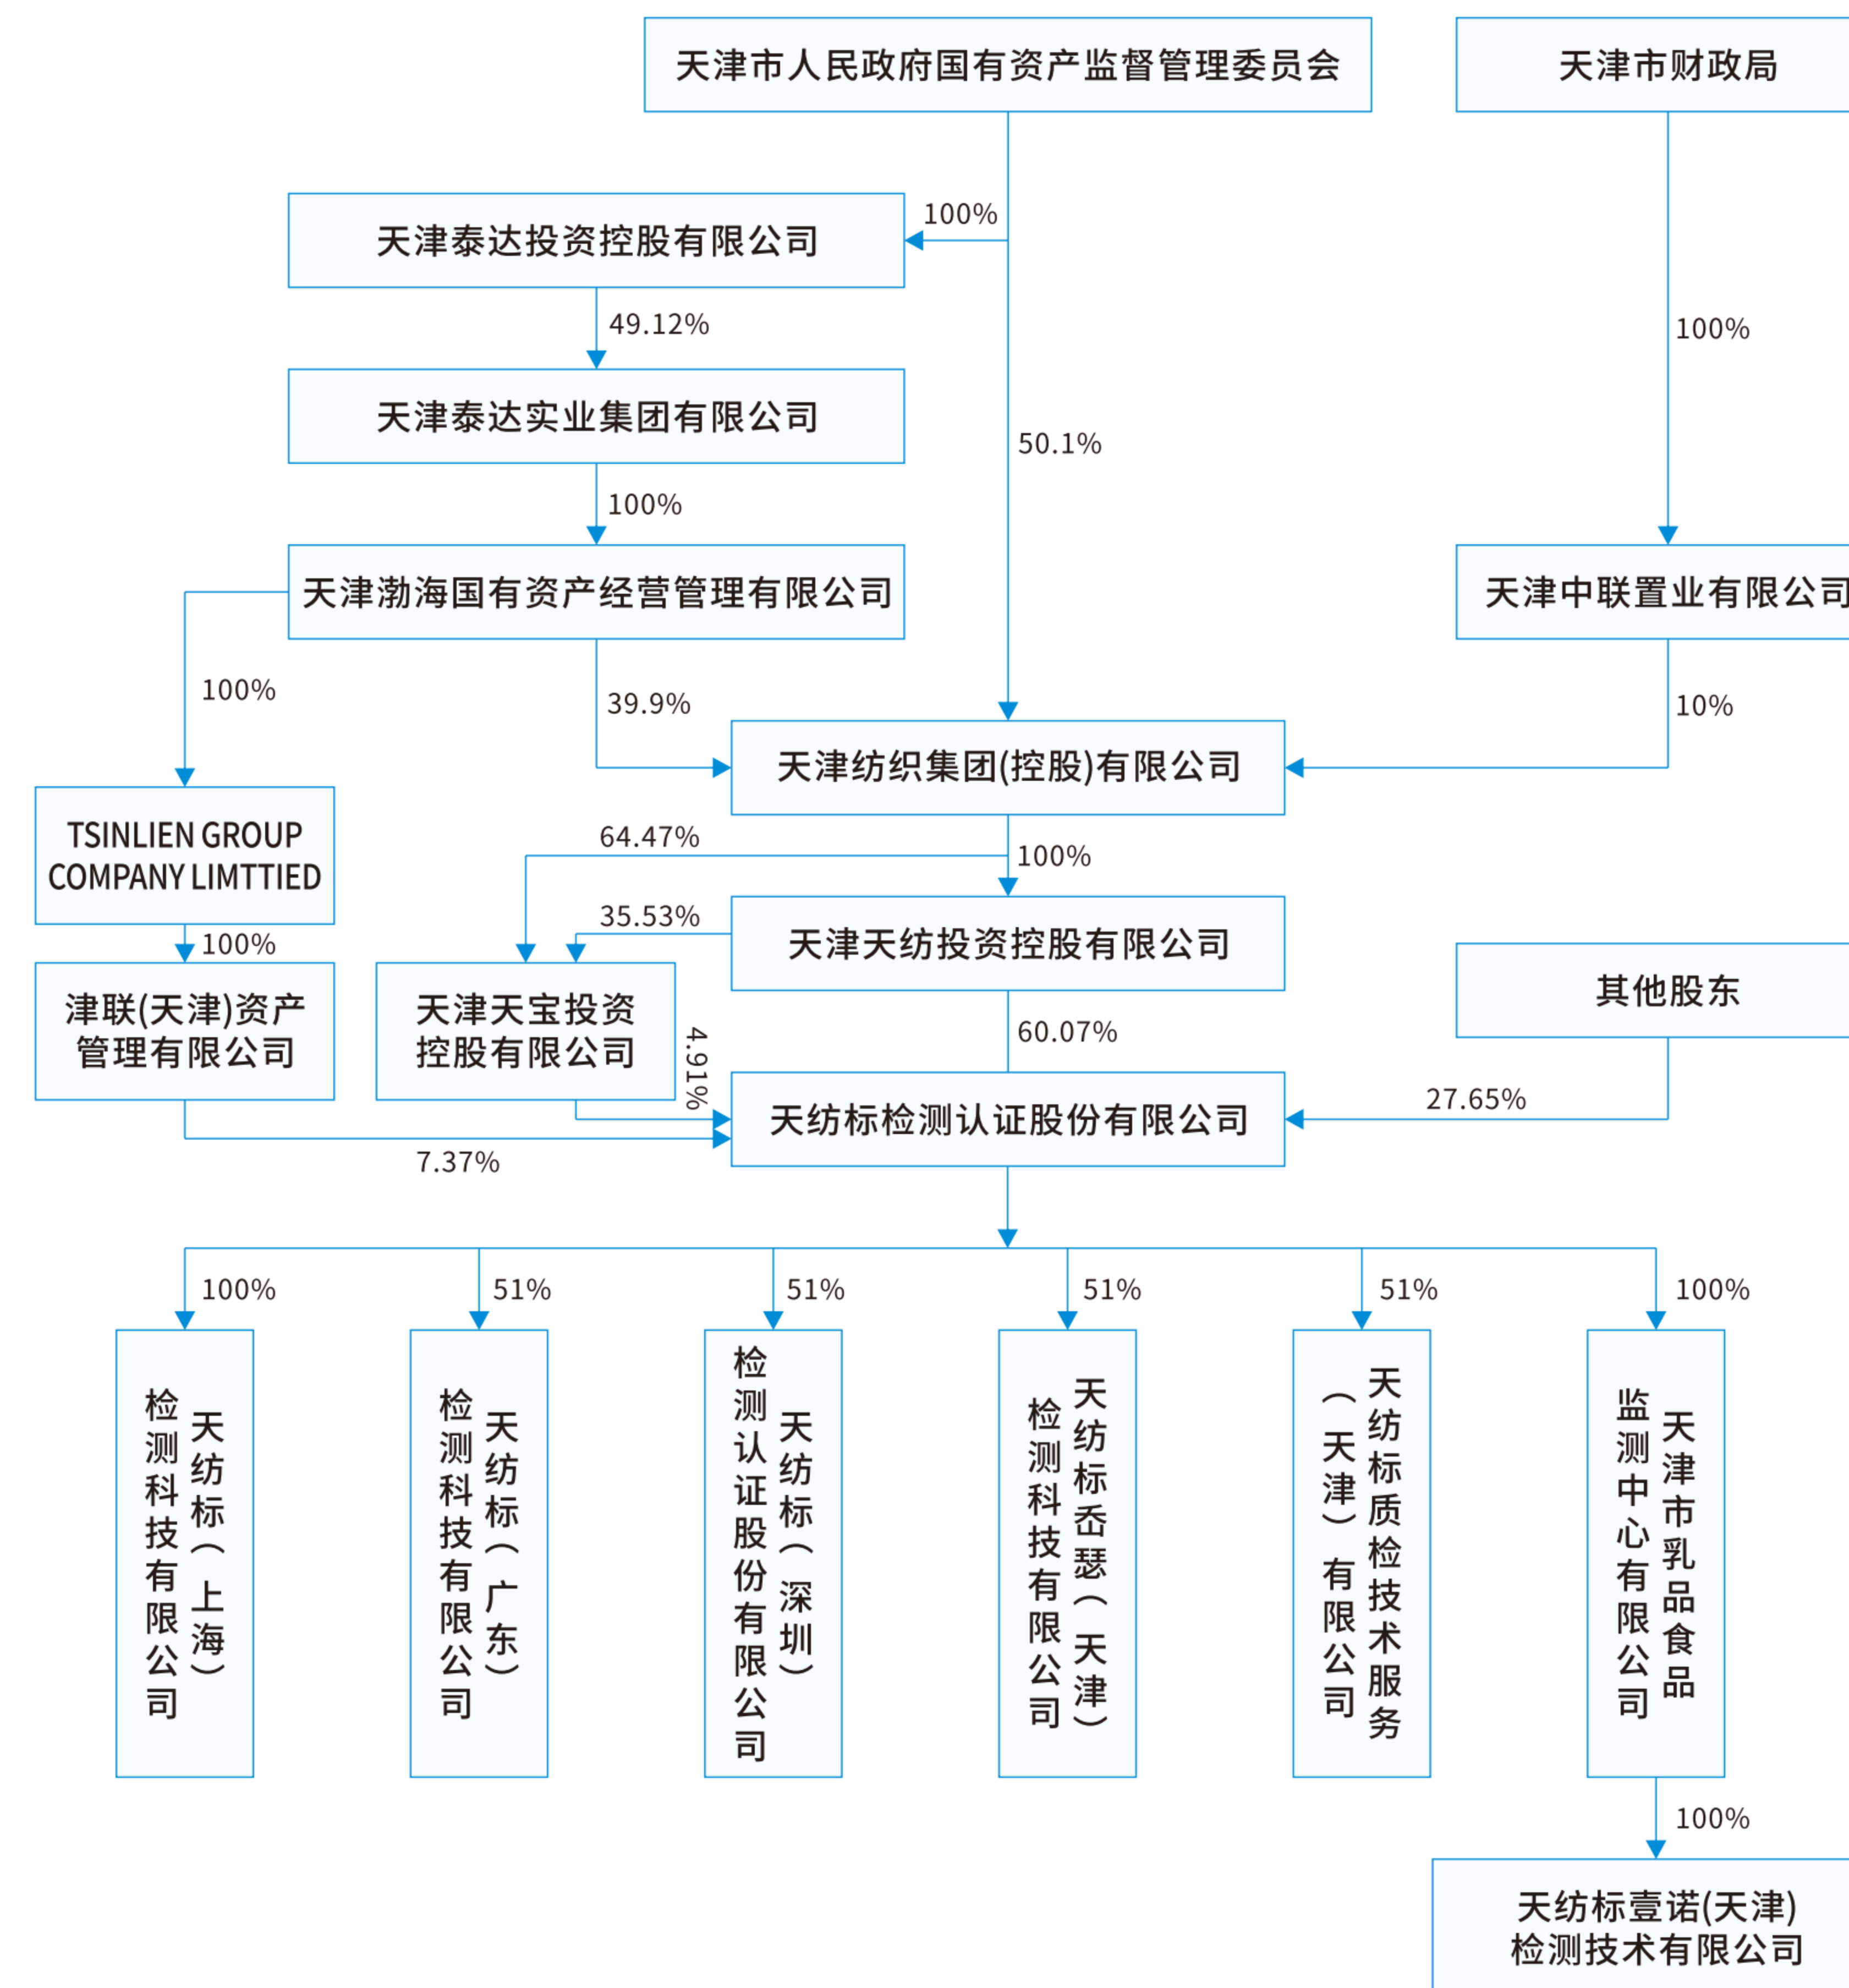 天津市人民政府国有资产监督管理委员会
天津市财政局
100%
天津泰达投资控股有限公司
49.12%
100%
天津泰达实业集团有限公司
50.1%
100%
天津渤海国有资产经营管理有限公司
天津中联置业有限公司
100%
39.9%
10%
天津纺织集团(控股)有限公司
TSINLIEN GROUP
COMPANY LIMTTIED
64.47%
100%
35.53%
天津天纺投资控股有限公司
100%
津联(天津)资产
管理有限公司
天津天宝投资
控股有限公司
其他股东
4.91%
60.07%
27.65%
天纺标检测认证股份有限公司
7.37%
100%
51%
51%
51%
51%
100%
天纺标（上海）
检测科技有限公司
天纺标（广东）
检测科技有限公司
天纺标（深圳）
检测认证股份有限公司
天纺标岙瑟（天津）
检测科技有限公司
天纺标质检技术服务
（天津）有限公司
天津市乳品食品
监测中心有限公司
100%
天纺标壹诺(天津)
检测技术有限公司